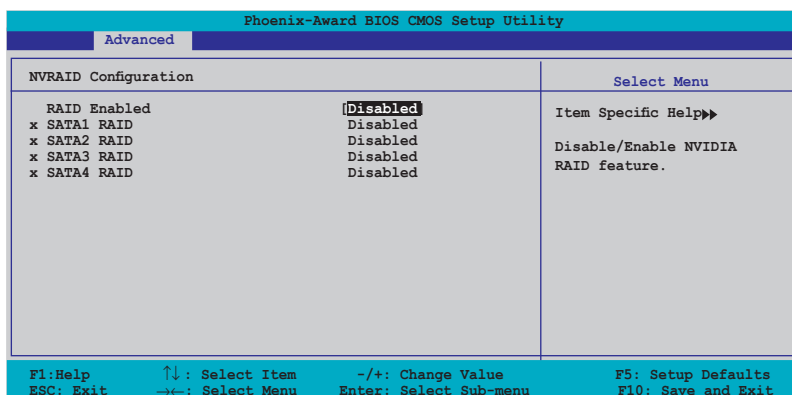 Phoenix-Award BIOS CMOS Setup Utility
Advanced
NVRAID Configuration
Select Menu
RAID Enabled [Disabled]
x SATA1 RAID Disabled
x SATA2 RAID Disabled
x SATA3 RAID Disabled
x SATA4 RAID Disabled
Item Specific Help▶▶
Disable/Enable NVIDIA
RAID feature.
F1:Help ↑↓: Select Item -/+: Change Value F5: Setup Defaults
ESC: Exit →←: Select Menu Enter: Select Sub-menu F10: Save and Exit